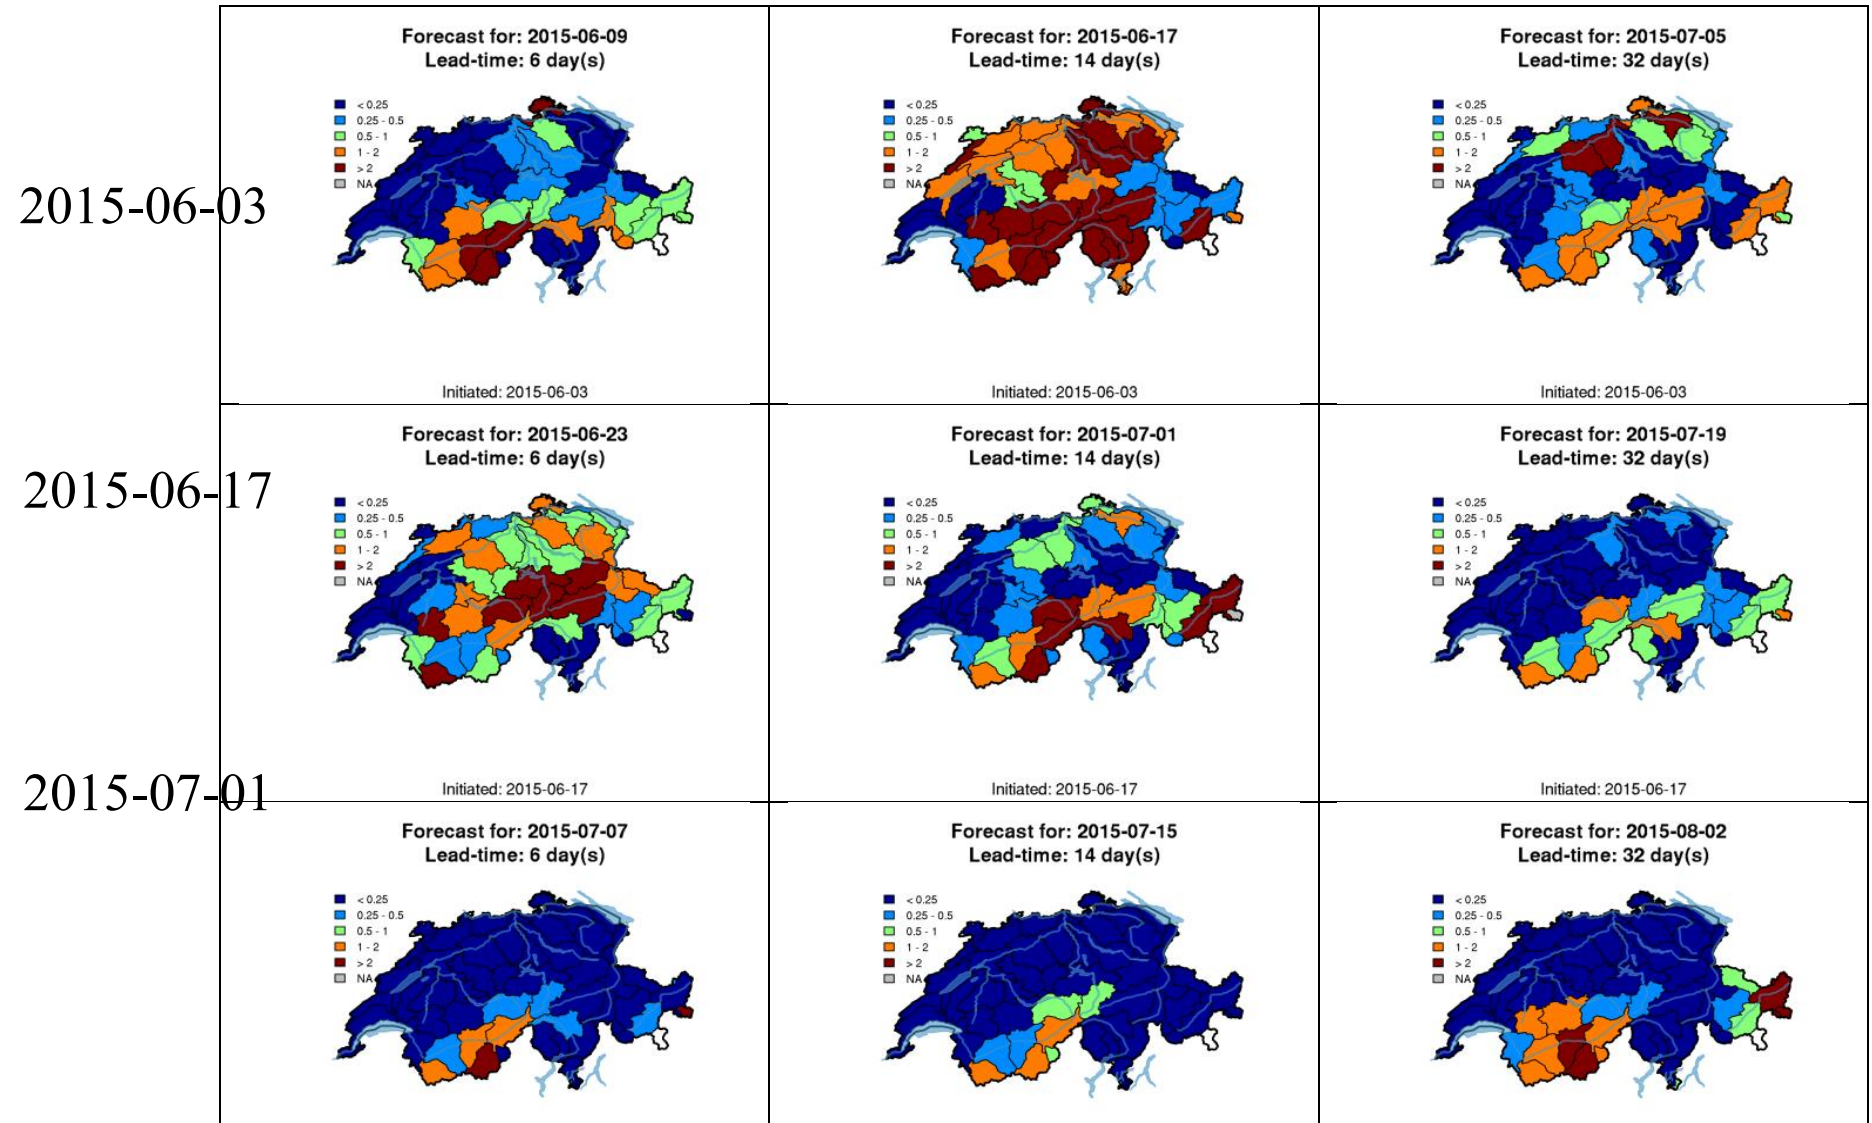 2015-06-03
Forecast for: 2015-06-09
Lead-time: 6 day(s)
< 0.25
0.25 - 0.5
0.5 - 1
1 - 2
> 2
NA
Initiated: 2015-06-03
Forecast for: 2015-06-17
Lead-time: 14 day(s)
< 0.25
0.25 - 0.5
0.5 - 1
1 - 2
> 2
NA
Initiated: 2015-06-03
Forecast for: 2015-07-05
Lead-time: 32 day(s)
< 0.25
0.25 - 0.5
0.5 - 1
1 - 2
> 2
NA
Initiated: 2015-06-03
2015-06-17
Forecast for: 2015-06-23
Lead-time: 6 day(s)
< 0.25
0.25 - 0.5
0.5 - 1
1 - 2
> 2
NA
Initiated: 2015-06-17
Forecast for: 2015-07-01
Lead-time: 14 day(s)
< 0.25
0.25 - 0.5
0.5 - 1
1 - 2
> 2
NA
Initiated: 2015-06-17
Forecast for: 2015-07-19
Lead-time: 32 day(s)
< 0.25
0.25 - 0.5
0.5 - 1
1 - 2
> 2
NA
Initiated: 2015-06-17
2015-07-01
Forecast for: 2015-07-07
Lead-time: 6 day(s)
< 0.25
0.25 - 0.5
0.5 - 1
1 - 2
> 2
NA
Forecast for: 2015-07-15
Lead-time: 14 day(s)
< 0.25
0.25 - 0.5
0.5 - 1
1 - 2
> 2
NA
Forecast for: 2015-08-02
Lead-time: 32 day(s)
< 0.25
0.25 - 0.5
0.5 - 1
1 - 2
> 2
NA